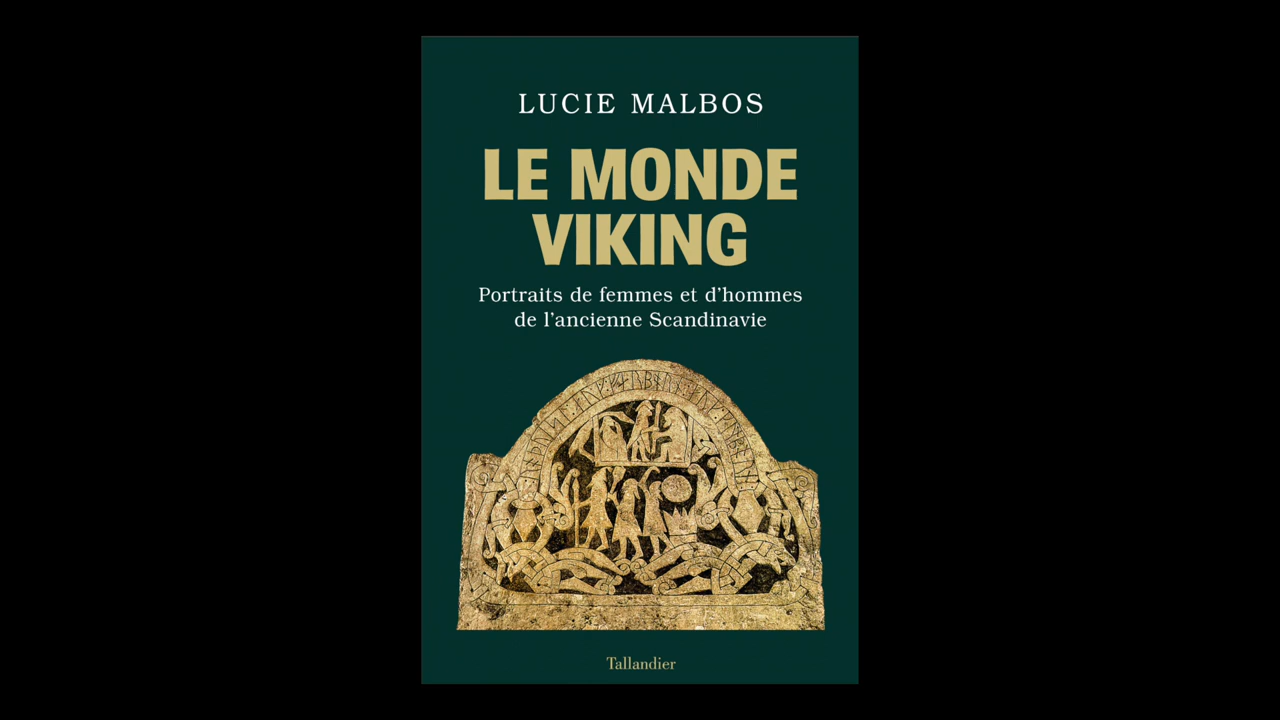 LUCIE MALBOS
LE MONDE
VIKING
Portraits de femmes et d'hommes
de l'ancienne Scandinavie
Tallandier